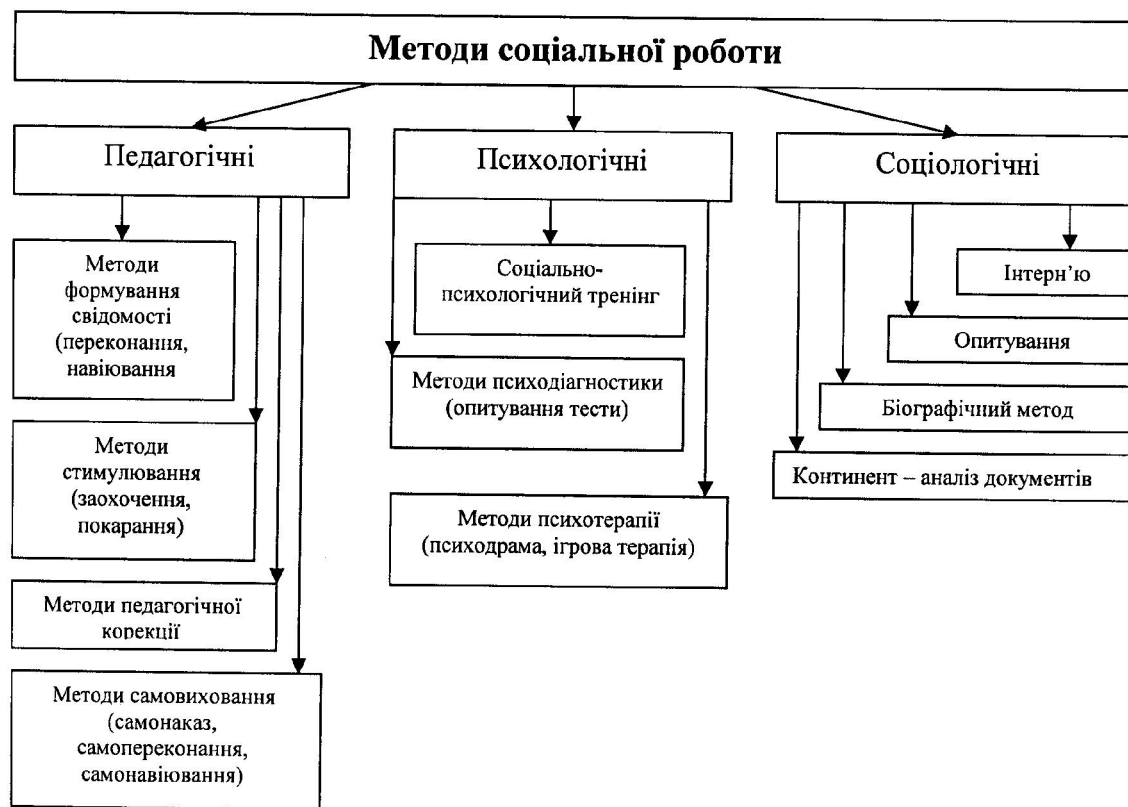 Методи соціальної роботи
Педагогічні
Психологічні
Соціологічні
Методи
формування
свідомості
(переконання,
навіювання
Методи
стимулювання
(заохочення,
покарання)
Методи педагогічної
корекції
Методи самовиховання
(самонаказ,
самопереконання,
самонавіювання)
Соціально-
психологічний тренінг
Методи психодіагностики
(опитування тести)
Методи психотерапії
(психодрама, ігрова терапія)
Інтерн’ю
Опитування
Біографічний метод
Континент – аналіз документів